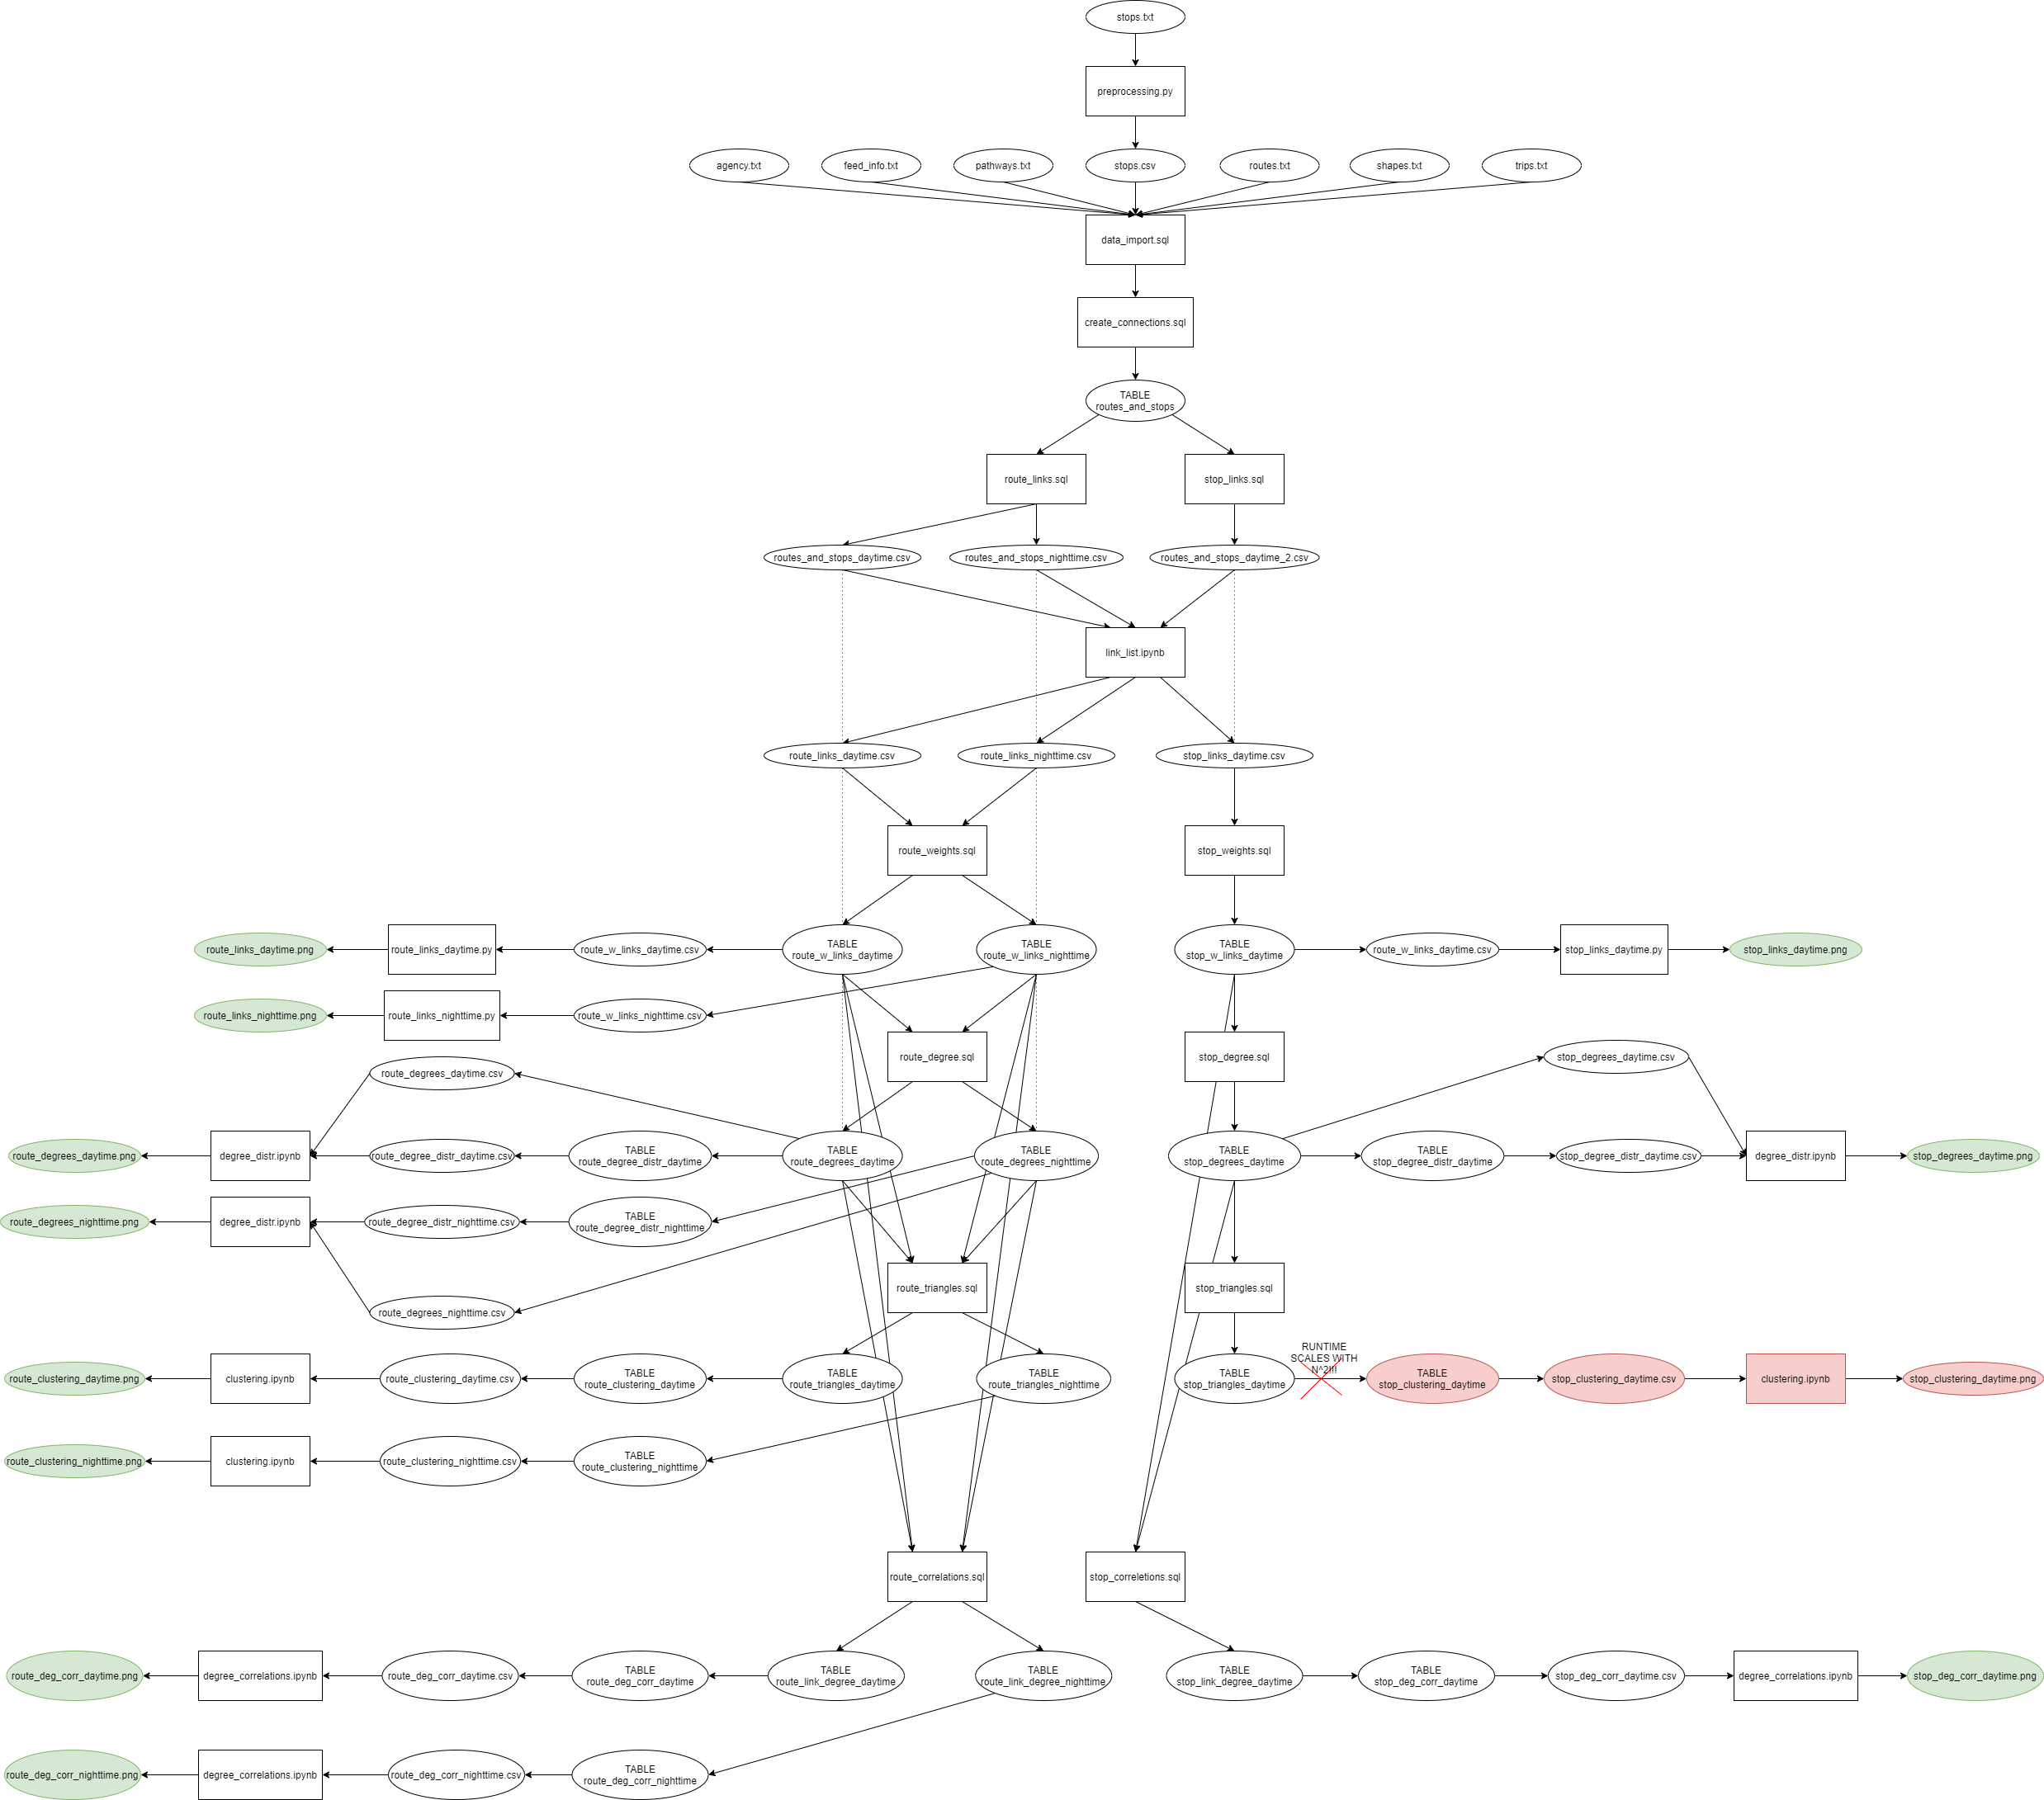 stops.txt
preprocessing.py
agency.txt
feed_info.txt
pathways.txt
stops.csv
routes.txt
shapes.txt
trips.txt
data_import.sql
create_connections.sql
TABLE
routes_and_stops
route_links.sql
stop_links.sql
routes_and_stops_daytime.csv
routes_and_stops_nighttime.csv
routes_and_stops_daytime_2.csv
link_list.ipynb
route_links_daytime.csv
route_links_nighttime.csv
stop_links_daytime.csv
route_weights.sql
stop_weights.sql
route_links_daytime.png
route_links_daytime.py
route_w_links_daytime.csv
TABLE
route_w_links_daytime
TABLE
route_w_links_nighttime
TABLE
stop_w_links_daytime
route_w_links_daytime.csv
stop_links_daytime.py
stop_links_daytime.png
route_links_nighttime.png
route_links_nighttime.py
route_w_links_nighttime.csv
route_degree.sql
stop_degree.sql
stop_degrees_daytime.csv
route_degrees_daytime.csv
route_degrees_daytime.png
degree_distr.ipynb
route_degree_distr_daytime.csv
TABLE
route_degree_distr_daytime
TABLE
route_degrees_daytime
TABLE
route_degrees_nighttime
TABLE
stop_degrees_daytime
TABLE
stop_degree_distr_daytime
stop_degree_distr_daytime.csv
degree_distr.ipynb
stop_degrees_daytime.png
route_degrees_nighttime.png
degree_distr.ipynb
route_degree_distr_nighttime.csv
TABLE
route_degree_distr_nighttime
route_triangles.sql
stop_triangles.sql
route_degrees_nighttime.csv
RUNTIME
SCALES WITH
N^2!!!
route_clustering_daytime.png
clustering.ipynb
route_clustering_daytime.csv
TABLE
route_clustering_daytime
TABLE
route_triangles_daytime
TABLE
route_triangles_nighttime
TABLE
stop_triangles_daytime
TABLE
stop_clustering_daytime
stop_clustering_daytime.csv
clustering.ipynb
stop_clustering_daytime.png
route_clustering_nighttime.png
clustering.ipynb
route_clustering_nighttime.csv
TABLE
route_clustering_nighttime
route_correlations.sql
stop_correletions.sql
route_deg_corr_daytime.png
degree_correlations.ipynb
route_deg_corr_daytime.csv
TABLE
route_deg_corr_daytime
TABLE
route_link_degree_daytime
TABLE
route_link_degree_nighttime
TABLE
stop_link_degree_daytime
TABLE
stop_deg_corr_daytime
stop_deg_corr_daytime.csv
degree_correlations.ipynb
stop_deg_corr_daytime.png
route_deg_corr_nighttime.png
degree_correlations.ipynb
route_deg_corr_nighttime.csv
TABLE
route_deg_corr_nighttime